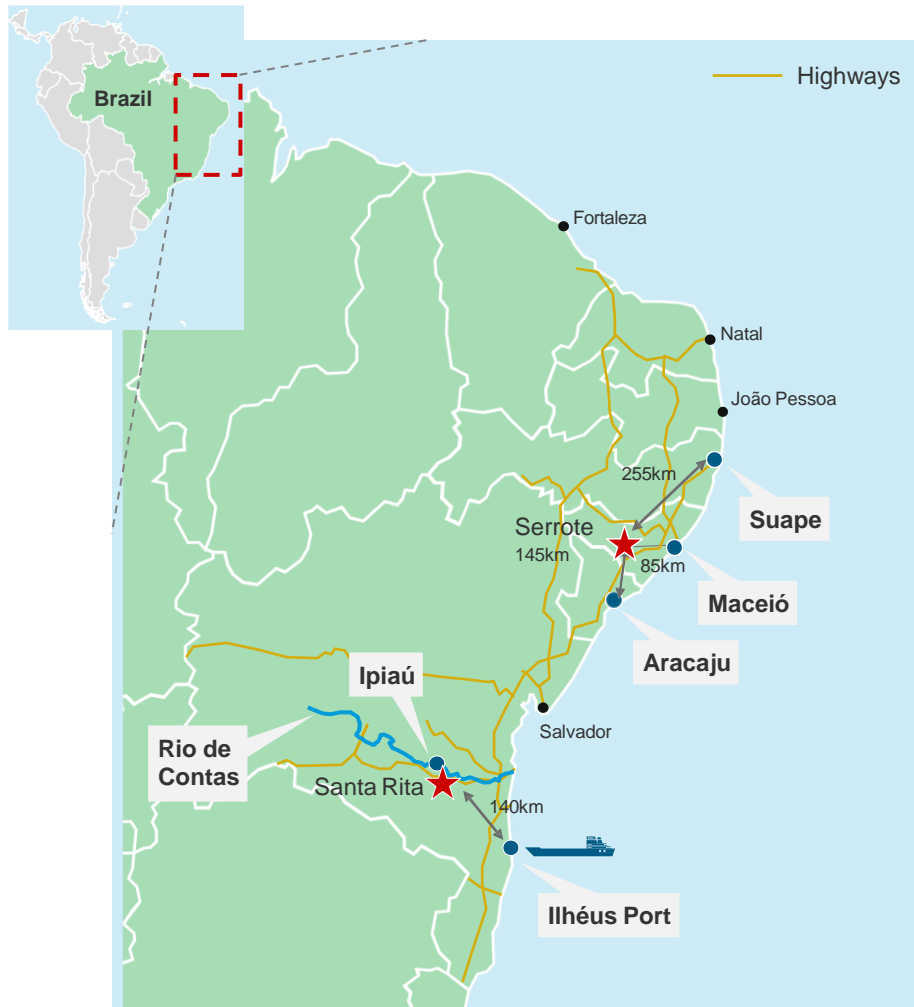 Brazil
Highways
Fortaleza
Natal
João Pessoa
255km
Suape
Serrote
145km
85km
Maceió
Aracaju
Ipiaú
Salvador
Rio de
Contas
Santa Rita
140km
Ilhéus Port